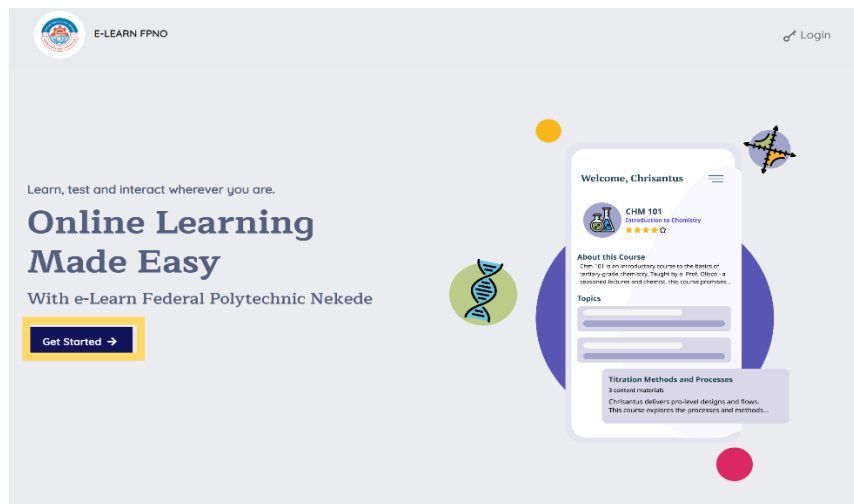 E-LEARN FPNO
Login
Learn, test and interact wherever you are.
Online Learning
Made Easy
With e-Learn Federal Polytechnic Nekede
Get Started →
Welcome, Chrisantus
CHM 101
Introduction to Chemistry
About this Course
Chm 101 is an introductory course to the basics of
tertiary-grade chemistry. Taught by a Prof. Olisco - a
seasoned lecturer and chemist, this course promises...
Topics
Titration Methods and Processes
3 content materials
Chrisantus delivers pro-level designs and flows.
This course explores the processes and methods...